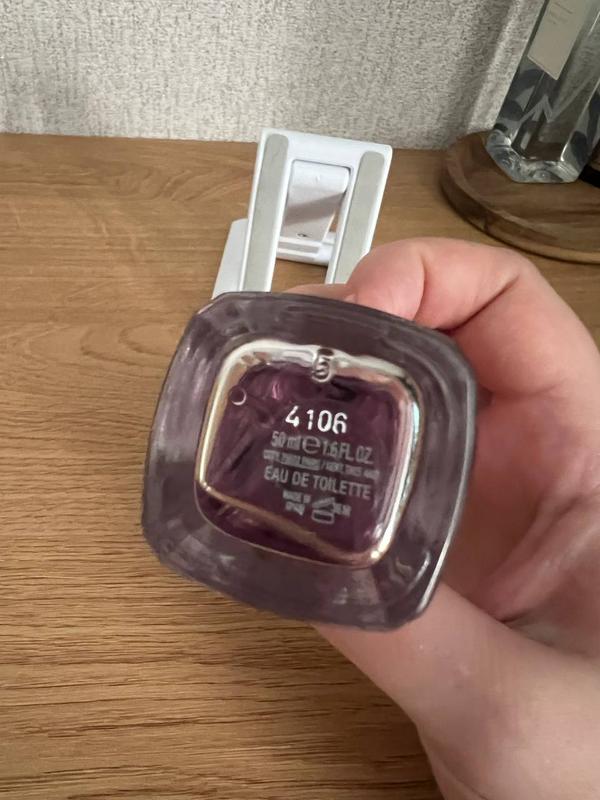 4106
50 ml e 1.6 FL.OZ.
EAU DE TOILETTE
MADE IN
SPAIN